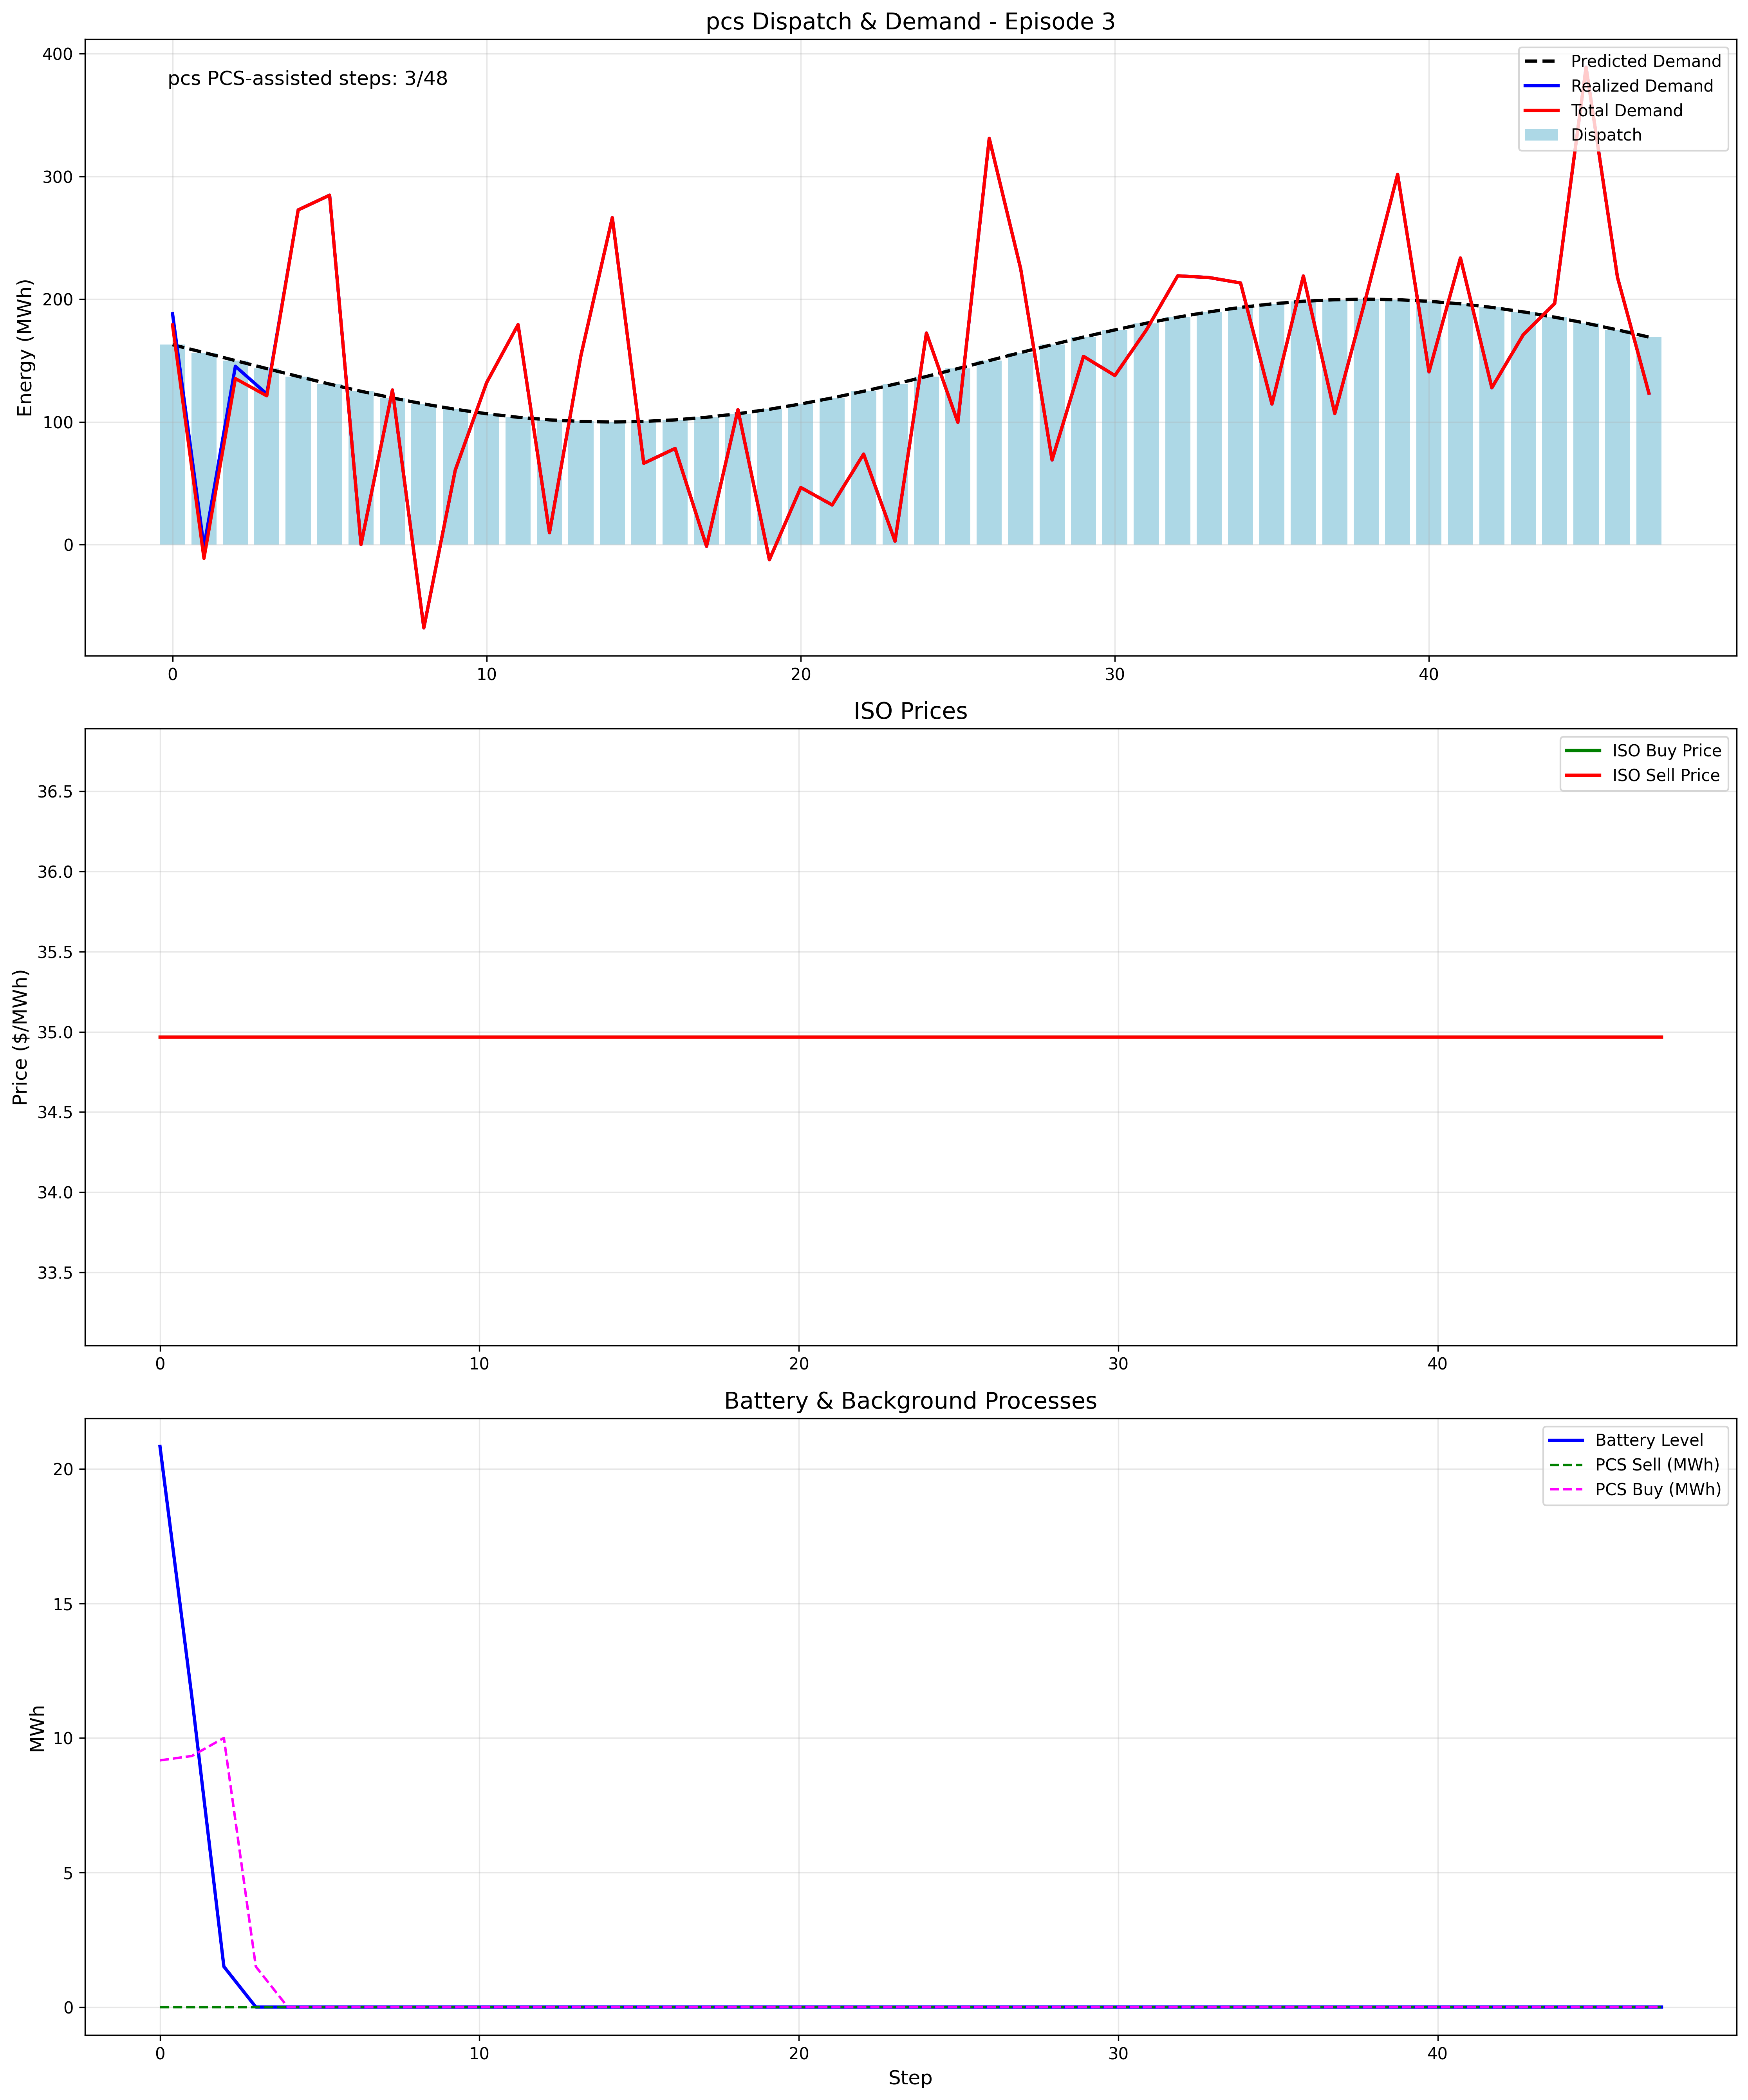 pcs Dispatch & Demand - Episode 3
pcs PCS-assisted steps: 3/48
Predicted Demand
Realized Demand
Total Demand
Dispatch
Energy (MWh)
400
300
200
100
0
0
10
20
30
40
ISO Prices
ISO Buy Price
ISO Sell Price
Price ($/MWh)
36.5
36.0
35.5
35.0
34.5
34.0
33.5
0
10
20
30
40
Battery & Background Processes
Battery Level
PCS Sell (MWh)
PCS Buy (MWh)
MWh
20
15
10
5
0
0
10
20
30
40
Step